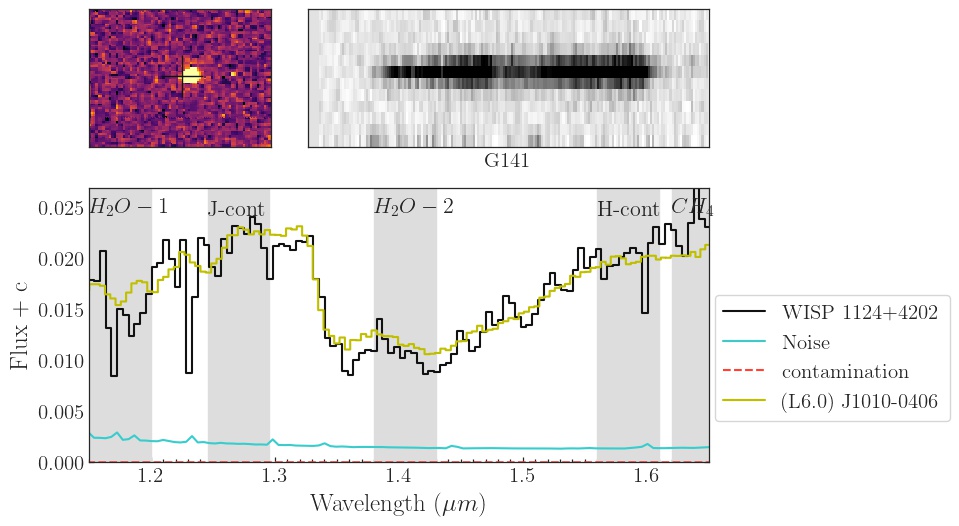 G141
H₂O − 1
J-cont
H₂O − 2
H-cont
CH₄
0.025
0.020
0.015
0.010
0.005
0.000
Flux + c
1.2
1.3
1.4
1.5
1.6
Wavelength (μm)
WISP 1124+4202
Noise
contamination
(L6.0) J1010-0406